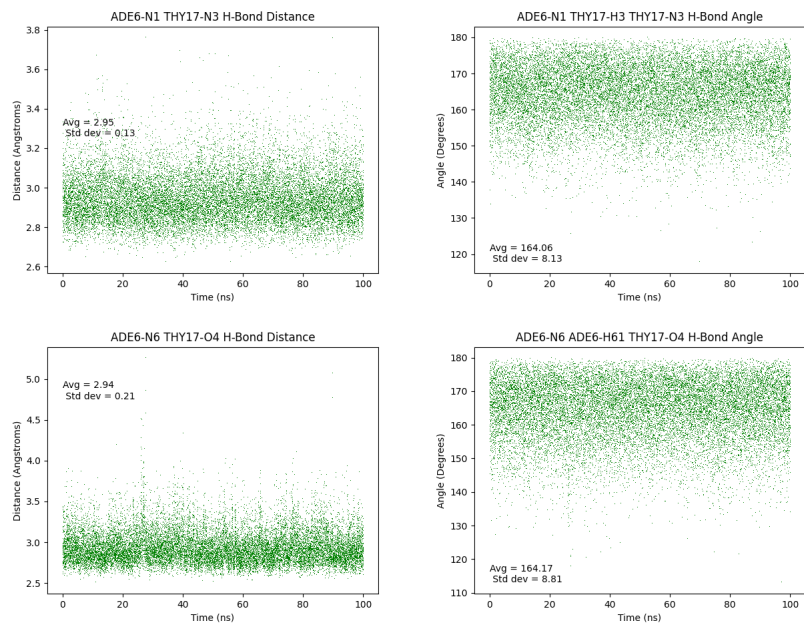 ADE6-N1 THY17-N3 H-Bond Distance
3.8
3.6
3.4
3.2
3.0
2.8
2.6
Distance (Angstroms)
Avg = 2.95
Std dev = 0.13
0 20 40 60 80 100
Time (ns)
ADE6-N1 THY17-H3 THY17-N3 H-Bond Angle
180
170
160
150
140
130
120
Angle (Degrees)
Avg = 164.06
Std dev = 8.13
0 20 40 60 80 100
Time (ns)
ADE6-N6 THY17-O4 H-Bond Distance
5.0
4.5
4.0
3.5
3.0
2.5
Distance (Angstroms)
Avg = 2.94
Std dev = 0.21
0 20 40 60 80 100
Time (ns)
ADE6-N6 ADE6-H61 THY17-O4 H-Bond Angle
180
170
160
150
140
130
120
110
Angle (Degrees)
Avg = 164.17
Std dev = 8.81
0 20 40 60 80 100
Time (ns)